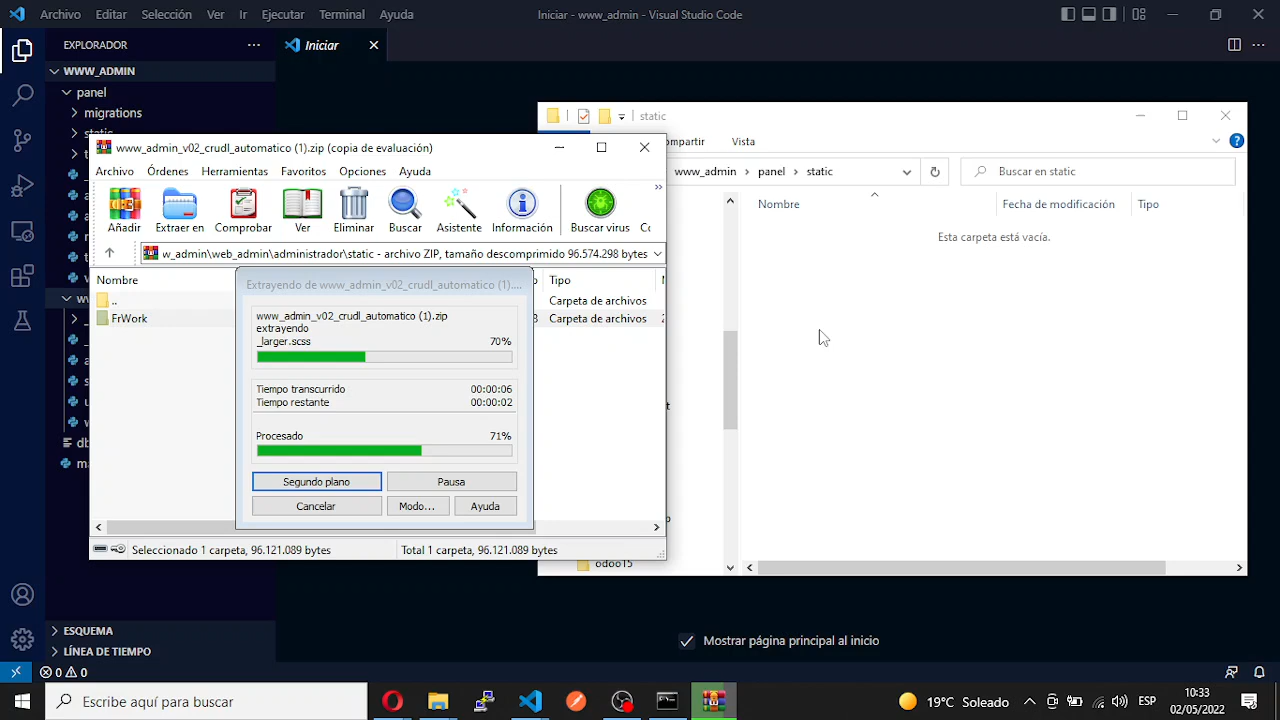 Archivo Editar Selección Ver Ir Ejecutar Terminal Ayuda
Iniciar - www_admin - Visual Studio Code
EXPLORADOR
Iniciar
WWW_ADMIN
panel
migrations
static
www_admin_v02_crudl_automatico (1).zip (copia de evaluación)
static
Compartir Vista
Archivo Órdenes Herramientas Favoritos Opciones Ayuda
www_admin panel static
Buscar en static
Añadir Extraer en Comprobar Ver Eliminar Buscar Asistente Información Buscar virus
Nombre Fecha de modificación Tipo
Esta carpeta está vacía.
w_admin\web_admin\administrador\static - archivo ZIP, tamaño descomprimido 96.574.298 bytes
Nombre Tipo
.. Carpeta de archivos
FrWork Carpeta de archivos
Extrayendo de www_admin_v02_crudl_automatico (1)....
www_admin_v02_crudl_automatico (1).zip
extrayendo
_larger.scss 70%
Tiempo transcurrido 00:00:06
Tiempo restante 00:00:02
Procesado 71%
Segundo plano Pausa
Cancelar Modo... Ayuda
Seleccionado 1 carpeta, 96.121.089 bytes Total 1 carpeta, 96.121.089 bytes
odoo15
ESQUEMA
LÍNEA DE TIEMPO
Mostrar página principal al inicio
0 0
Escribe aquí para buscar
19°C Soleado
ESP
10:33
02/05/2022